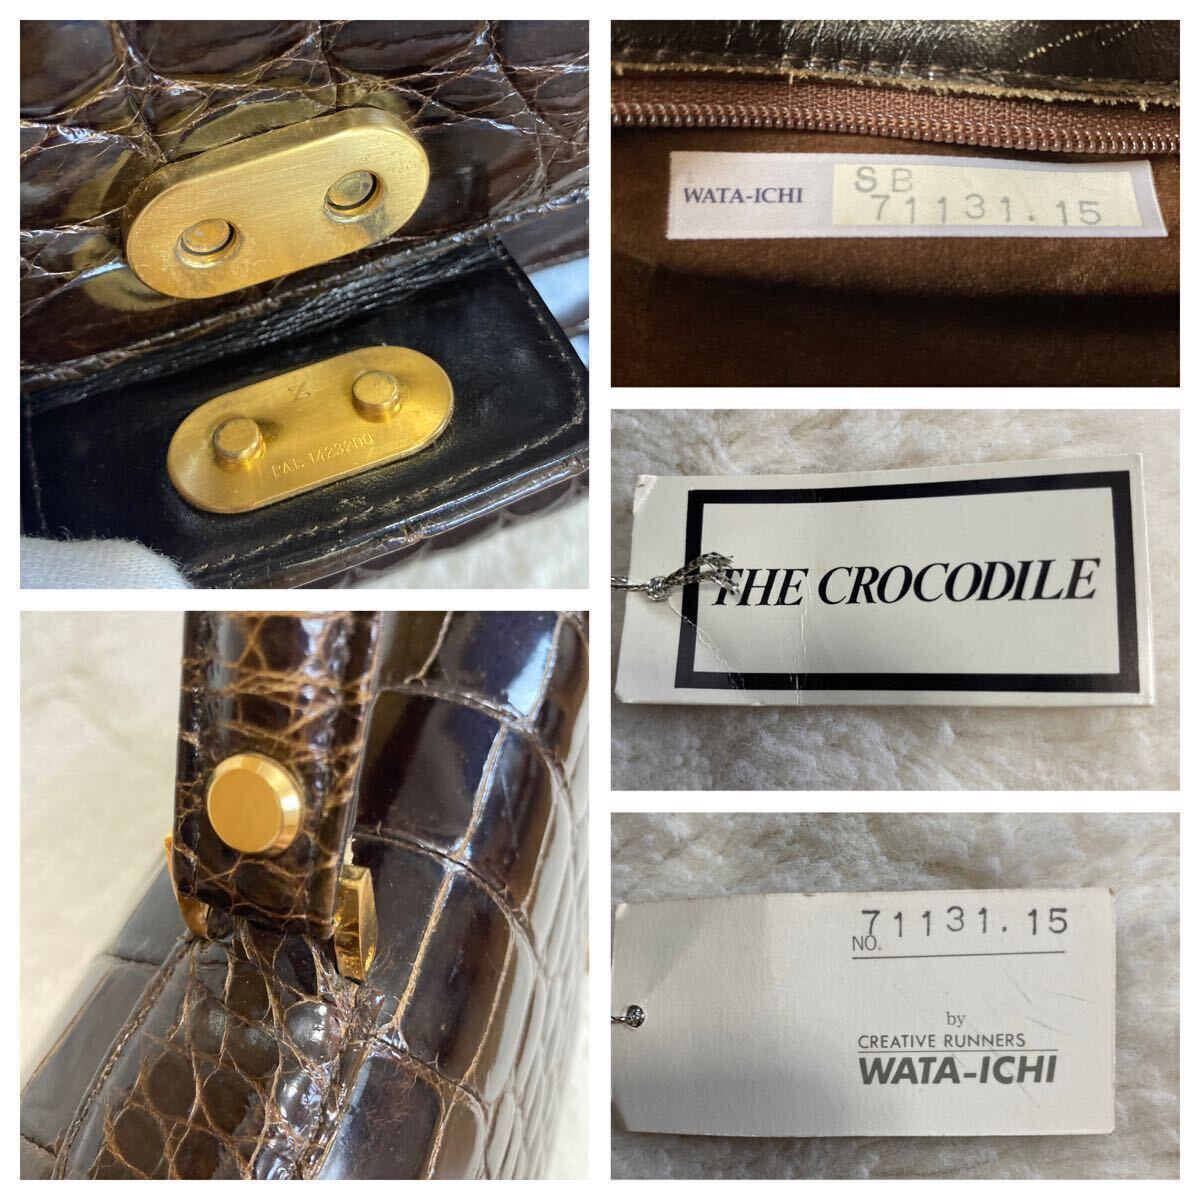 PAT. 1423200
WATA-ICHI
SB
71131.15
THE CROCODILE
NO. 71131.15
by
CREATIVE RUNNERS
WATA-ICHI